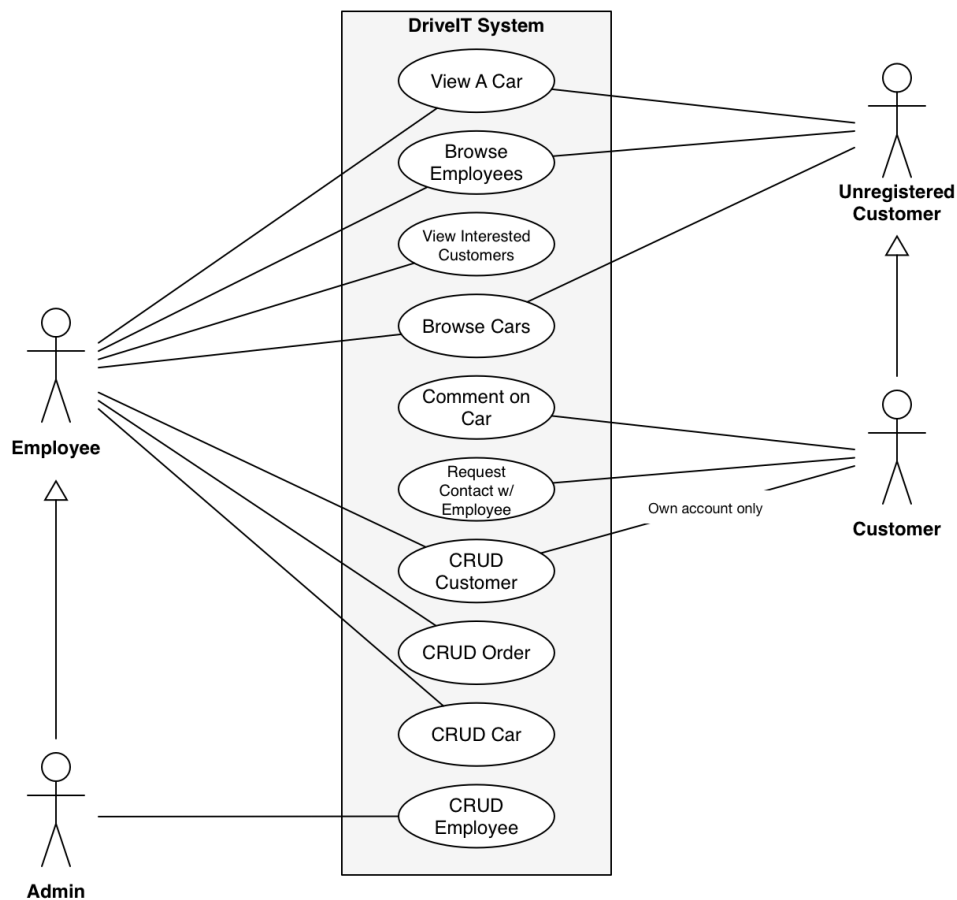 DriveIT System
View A Car
Browse
Employees
View Interested
Customers
Browse Cars
Comment on
Car
Request
Contact w/
Employee
CRUD
Customer
CRUD Order
CRUD Car
CRUD
Employee
Employee
Admin
Unregistered
Customer
Customer
Own account only